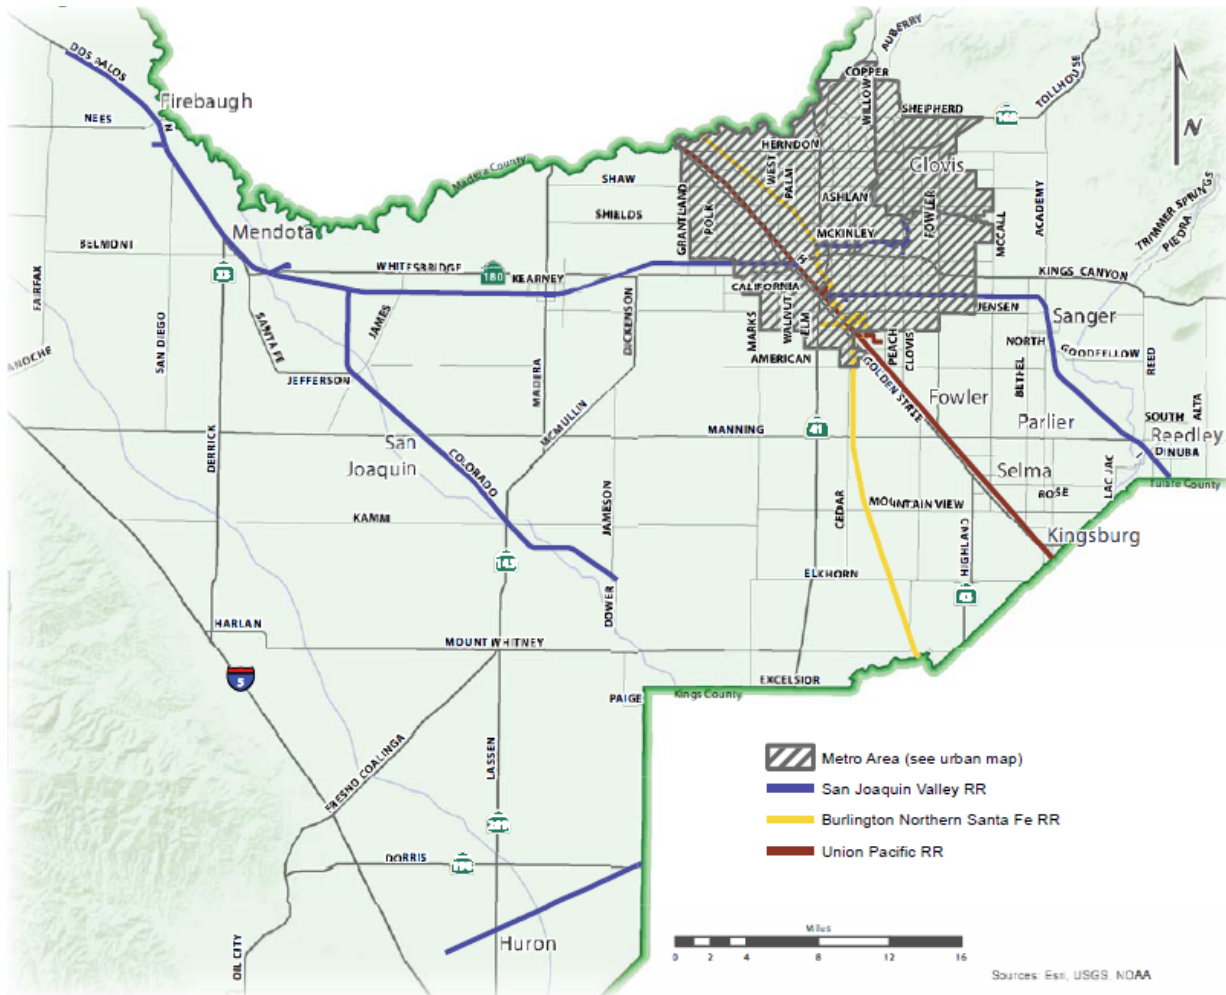 AUBERRY
DOS PALOS
COPPER
TOLLHOUSE
Firebaugh
WILLOW
SHEPHERD
168
NEES
N
N
HERNDON
Clovis
Madera County
WEST
PALM
SHAW
ASHLAN
FOWLER
ACADEMY
TRIMMER SPRINGS
PIEDRA
GRANTLAND
POLK
SHIELDS
MCCALL
Mendota
MCKINLEY
BELMONT
FAIRFAX
33
WHITESBRIDGE
180
KEARNEY
H
KINGS CANYON
CALIFORNIA
JENSEN
Sanger
SAN DIEGO
SANTA FE
JAMES
DICKENSON
MARKS
WALNUT
ELM
PEACH
CLOVIS
NORTH
GOODFELLOW
REED
ANOCHE
AMERICAN
GOLDEN STATE
BETHEL
JEFFERSON
MADERA
Fowler
ALTA
MCMULLIN
Parlier
SOUTH
MANNING
41
Reedley
DINUBA
San
Joaquin
DERRICK
COLORADO
Selma
LAC JAC
Tulare County
ROSE
JAMESON
CEDAR
MOUNTAIN VIEW
KAMM
HIGHLAND
Kingsburg
145
ELKHORN
43
DOWER
HARLAN
MOUNT WHITNEY
5
EXCELSIOR
PAIGE
Kings County
LASSEN
FRESNO COALINGA
Metro Area (see urban map)
San Joaquin Valley RR
Burlington Northern Santa Fe RR
Union Pacific RR
269
DORRIS
198
Huron
OIL CITY
Miles
0 2 4 8 12 16
Sources: Esri, USGS, NOAA